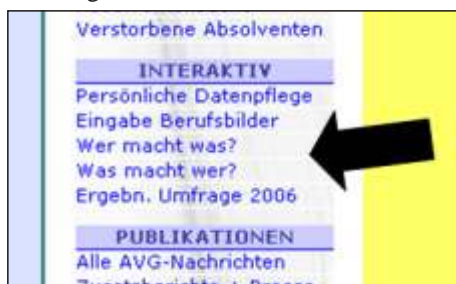 Verstorbene Absolventen
INTERAKTIV
Persönliche Datenpflege
Eingabe Berufsbilder
Wer macht was?
Was macht wer?
Ergebn. Umfrage 2006
PUBLIKATIONEN
Alle AVG-Nachrichten